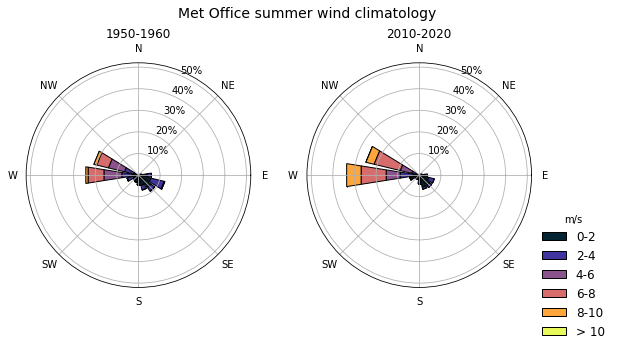 Met Office summer wind climatology
1950-1960
N
NE
E
SE
S
SW
W
NW
10%
20%
30%
40%
50%
2010-2020
N
NE
E
SE
S
SW
W
NW
10%
20%
30%
40%
50%
m/s
0-2
2-4
4-6
6-8
8-10
> 10